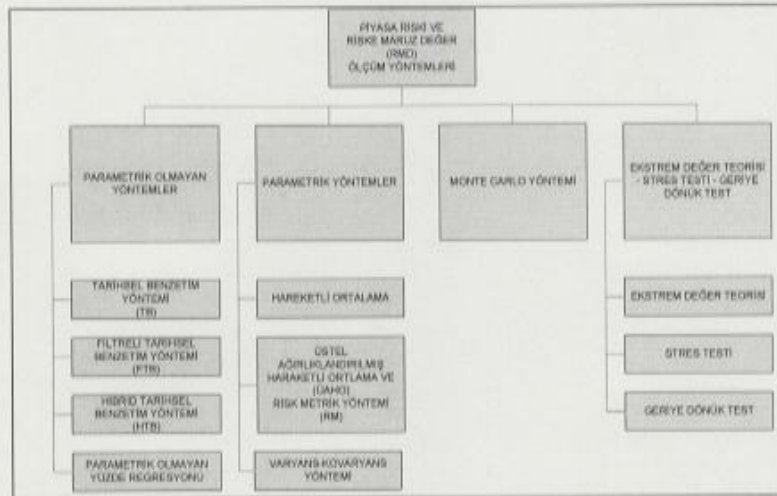 PİYASA RİSKİ VE
RİSKE MARUZ DEĞER
(RMD)
ÖLÇÜM YÖNTEMLERİ
PARAMETRİK OLMAYAN
YÖNTEMLER
PARAMETRİK YÖNTEMLER
MONTE CARLO YÖNTEMİ
EKSTREM DEĞER TEORİSİ
- STRES TESTİ - GERİYE
DÖNÜK TEST
TARİHSEL BENZETİM
YÖNTEMİ
(TB)
FİLTRELİ TARİHSEL
BENZETİM YÖNTEMİ
(FTB)
HİBRİD TARİHSEL
BENZETİM YÖNTEMİ
(HTB)
PARAMETRİK OLMAYAN
YÜZDE REGRESYONU
HAREKETLİ ORTALAMA
ÜSTEL
AĞIRLIKLANDIRILMIŞ
HARAKETLİ ORTLAMA VE
(ÜAHO)
RİSK METRİK YÖNTEMİ
(RM)
VARYANS-KOVARYANS
YÖNTEMİ
EKSTREM DEĞER TEORİSİ
STRES TESTİ
GERİYE DÖNÜK TEST